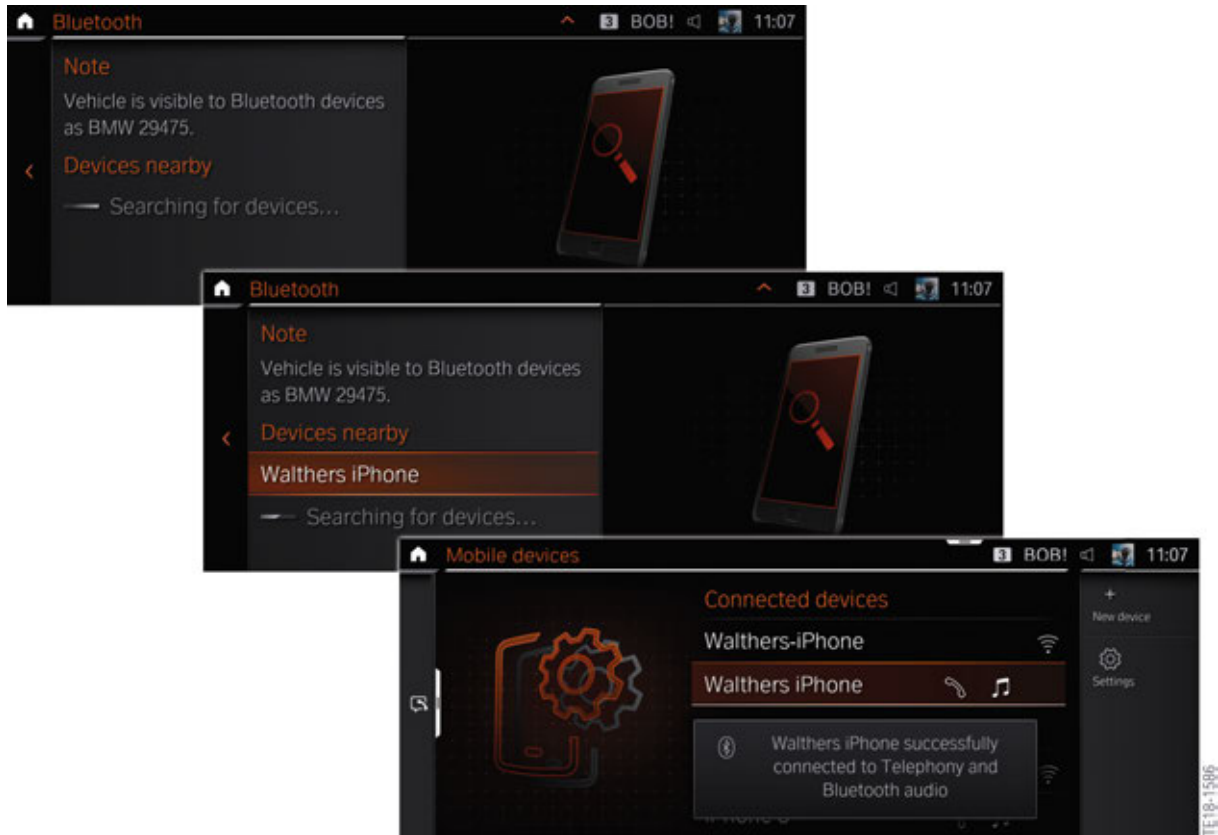 Bluetooth
3 BOB! 11:07
Note
Vehicle is visible to Bluetooth devices
as BMW 29475.
Devices nearby
Searching for devices...
Bluetooth
3 BOB! 11:07
Note
Vehicle is visible to Bluetooth devices
as BMW 29475.
Devices nearby
Walthers iPhone
Searching for devices...
Mobile devices
3 BOB! 11:07
Connected devices
Walthers-iPhone
Walthers iPhone
Walthers iPhone successfully
connected to Telephony and
Bluetooth audio
+
New device
Settings
TE18-1586